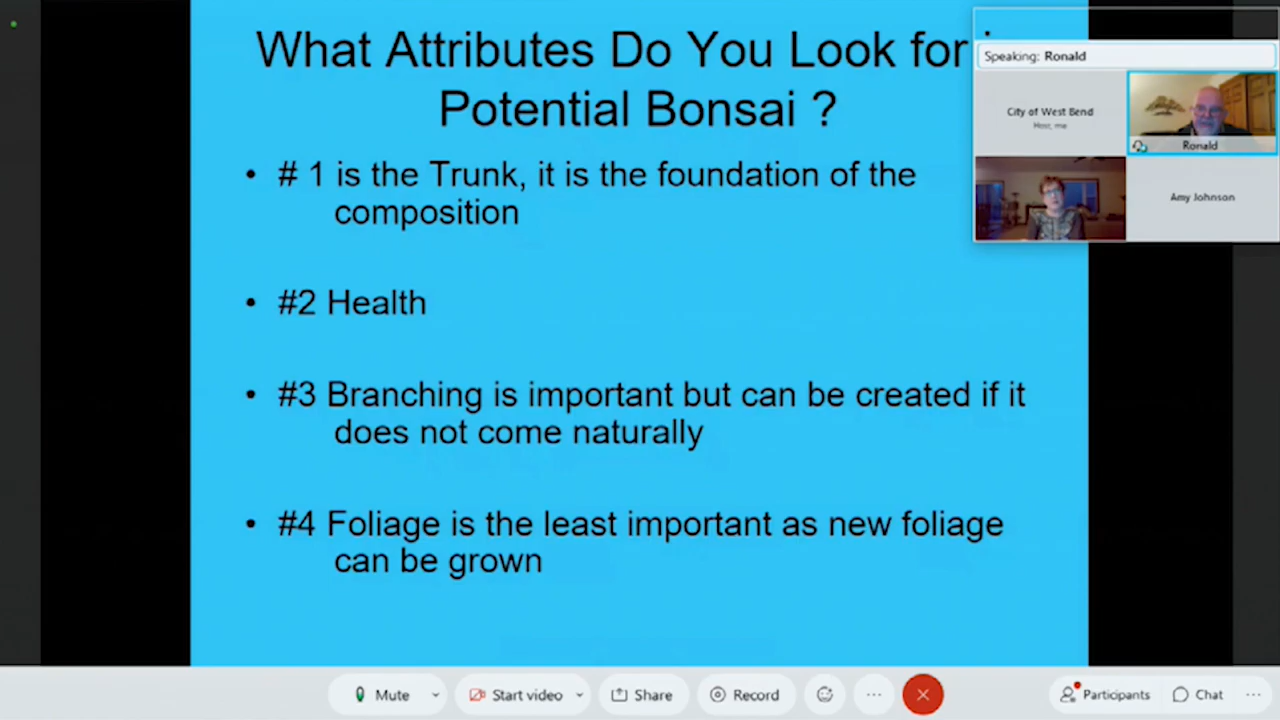 What Attributes Do You Look for
Potential Bonsai ?
• # 1 is the Trunk, it is the foundation of the
composition
• #2 Health
• #3 Branching is important but can be created if it
does not come naturally
• #4 Foliage is the least important as new foliage
can be grown
Speaking: Ronald
City of West Bend
Host, me
Ronald
Amy Johnson
Mute
Start video
Share
Record
Participants
Chat